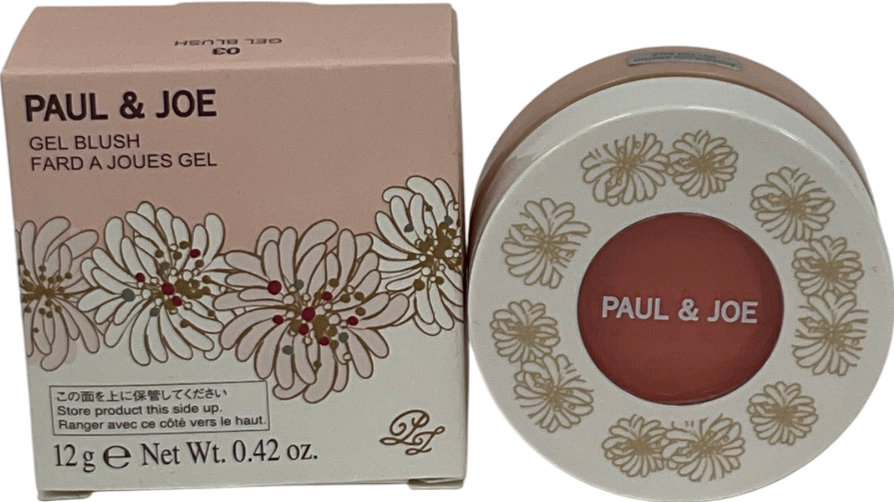 03
GEL BLUSH
PAUL & JOE
GEL BLUSH
FARD A JOUES GEL
この面を上に保管してください
Store product this side up.
Ranger avec ce côté vers le haut.
12 g e Net Wt. 0.42 oz.
PJ
PAUL & JOE